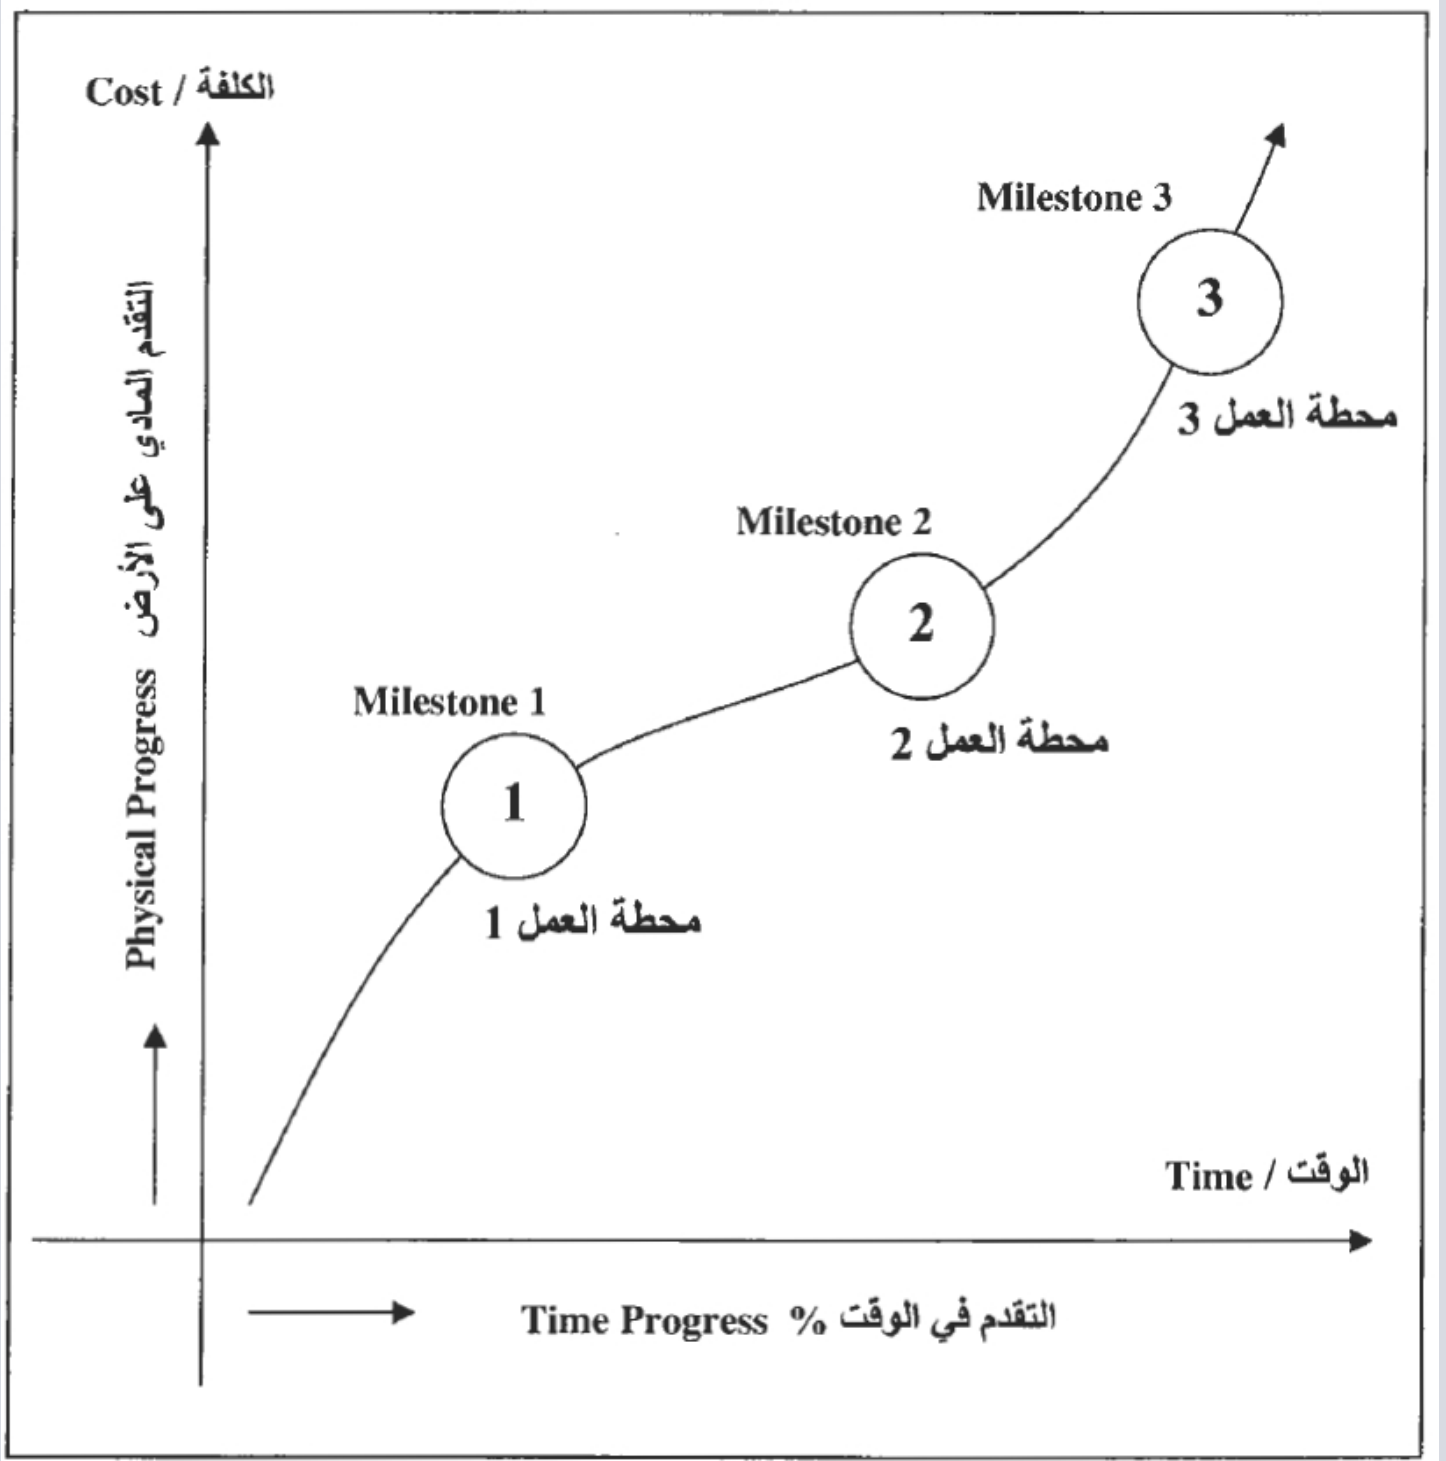 Cost / الكلفة
Milestone 3
3
محطة العمل 3
Physical Progress التقدم المادي على الأرض
Milestone 2
2
محطة العمل 2
Milestone 1
1
محطة العمل 1
Time / الوقت
Time Progress % التقدم في الوقت